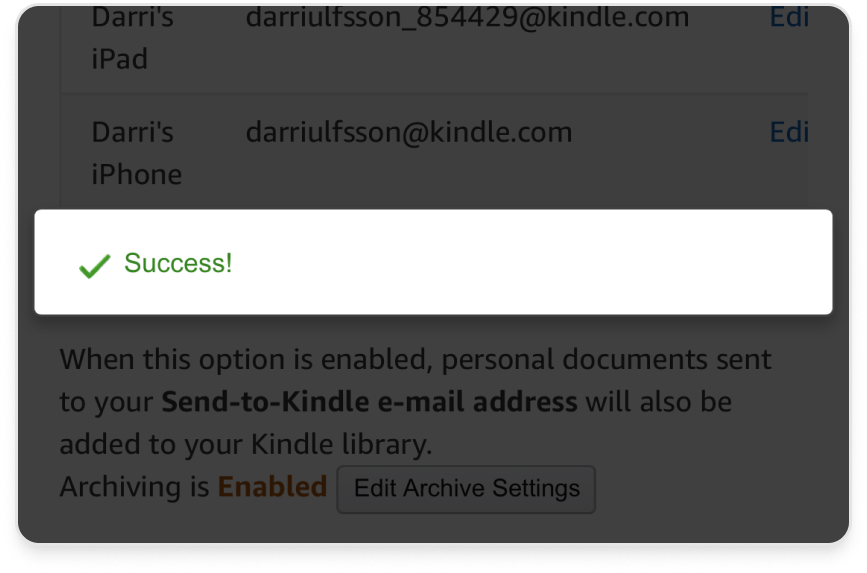 Darri's darriulfsson_854429@kindle.com Edi
iPad
Darri's darriulfsson@kindle.com Edi
iPhone
Success!
When this option is enabled, personal documents sent
to your Send-to-Kindle e-mail address will also be
added to your Kindle library.
Archiving is Enabled Edit Archive Settings